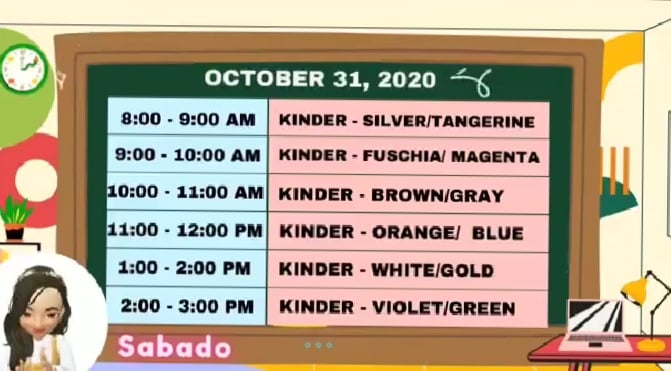 OCTOBER 31, 2020
8:00 - 9:00 AM KINDER - SILVER/TANGERINE
9:00 - 10:00 AM KINDER - FUSCHIA/ MAGENTA
10:00 - 11:00 AM KINDER - BROWN/GRAY
11:00 - 12:00 PM KINDER - ORANGE/ BLUE
1:00 - 2:00 PM KINDER - WHITE/GOLD
2:00 - 3:00 PM KINDER - VIOLET/GREEN
Sabado